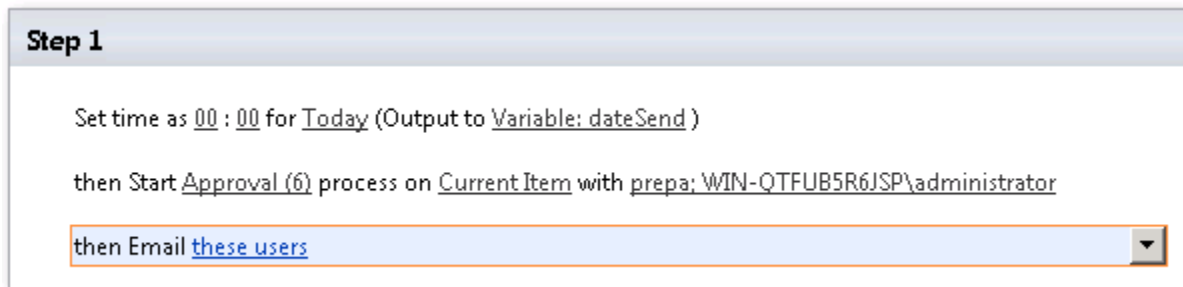 Step 1
Set time as 00 : 00 for Today (Output to Variable: dateSend )
then Start Approval (6) process on Current Item with prepa; WIN-QTFUB5R6JSP\administrator
then Email these users